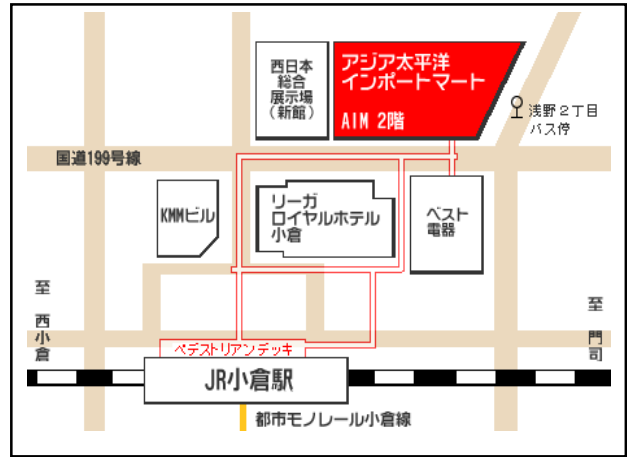 西日本
総合
展示場
（新館）
アジア太平洋
インポートマート
AIM 2階
浅野２丁目
バス停
国道199号線
KMMビル
リーガ
ロイヤルホテル
小倉
ベスト
電器
至
西
小
倉
至
門
司
ペデストリアンデッキ
JR小倉駅
都市モノレール小倉線